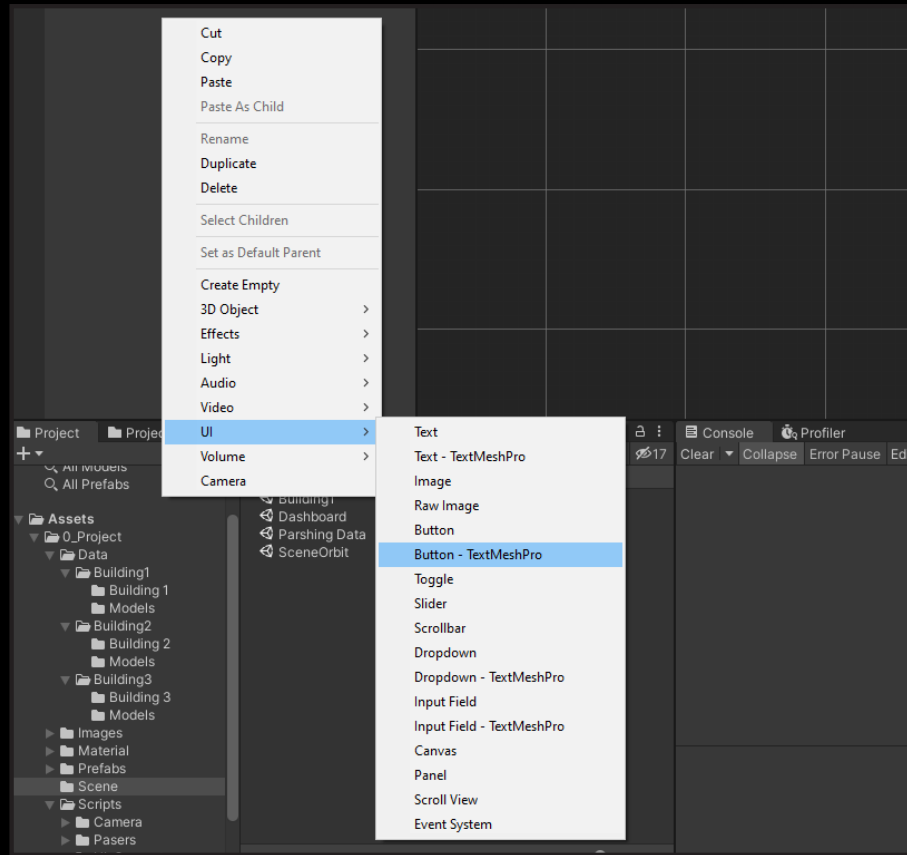 Cut
Copy
Paste
Paste As Child
Rename
Duplicate
Delete
Select Children
Set as Default Parent
Create Empty
3D Object
Effects
Light
Audio
Video
UI
Volume
Camera
Text
Text - TextMeshPro
Image
Raw Image
Button
Button - TextMeshPro
Toggle
Slider
Scrollbar
Dropdown
Dropdown - TextMeshPro
Input Field
Input Field - TextMeshPro
Canvas
Panel
Scroll View
Event System
Project
17
Console
Profiler
Clear
Collapse
Error Pause
All Models
All Prefabs
Assets
0_Project
Data
Building1
Building 1
Models
Building2
Building 2
Models
Building3
Building 3
Models
Images
Material
Prefabs
Scene
Scripts
Camera
Pasers
Building1
Dashboard
Parshing Data
SceneOrbit